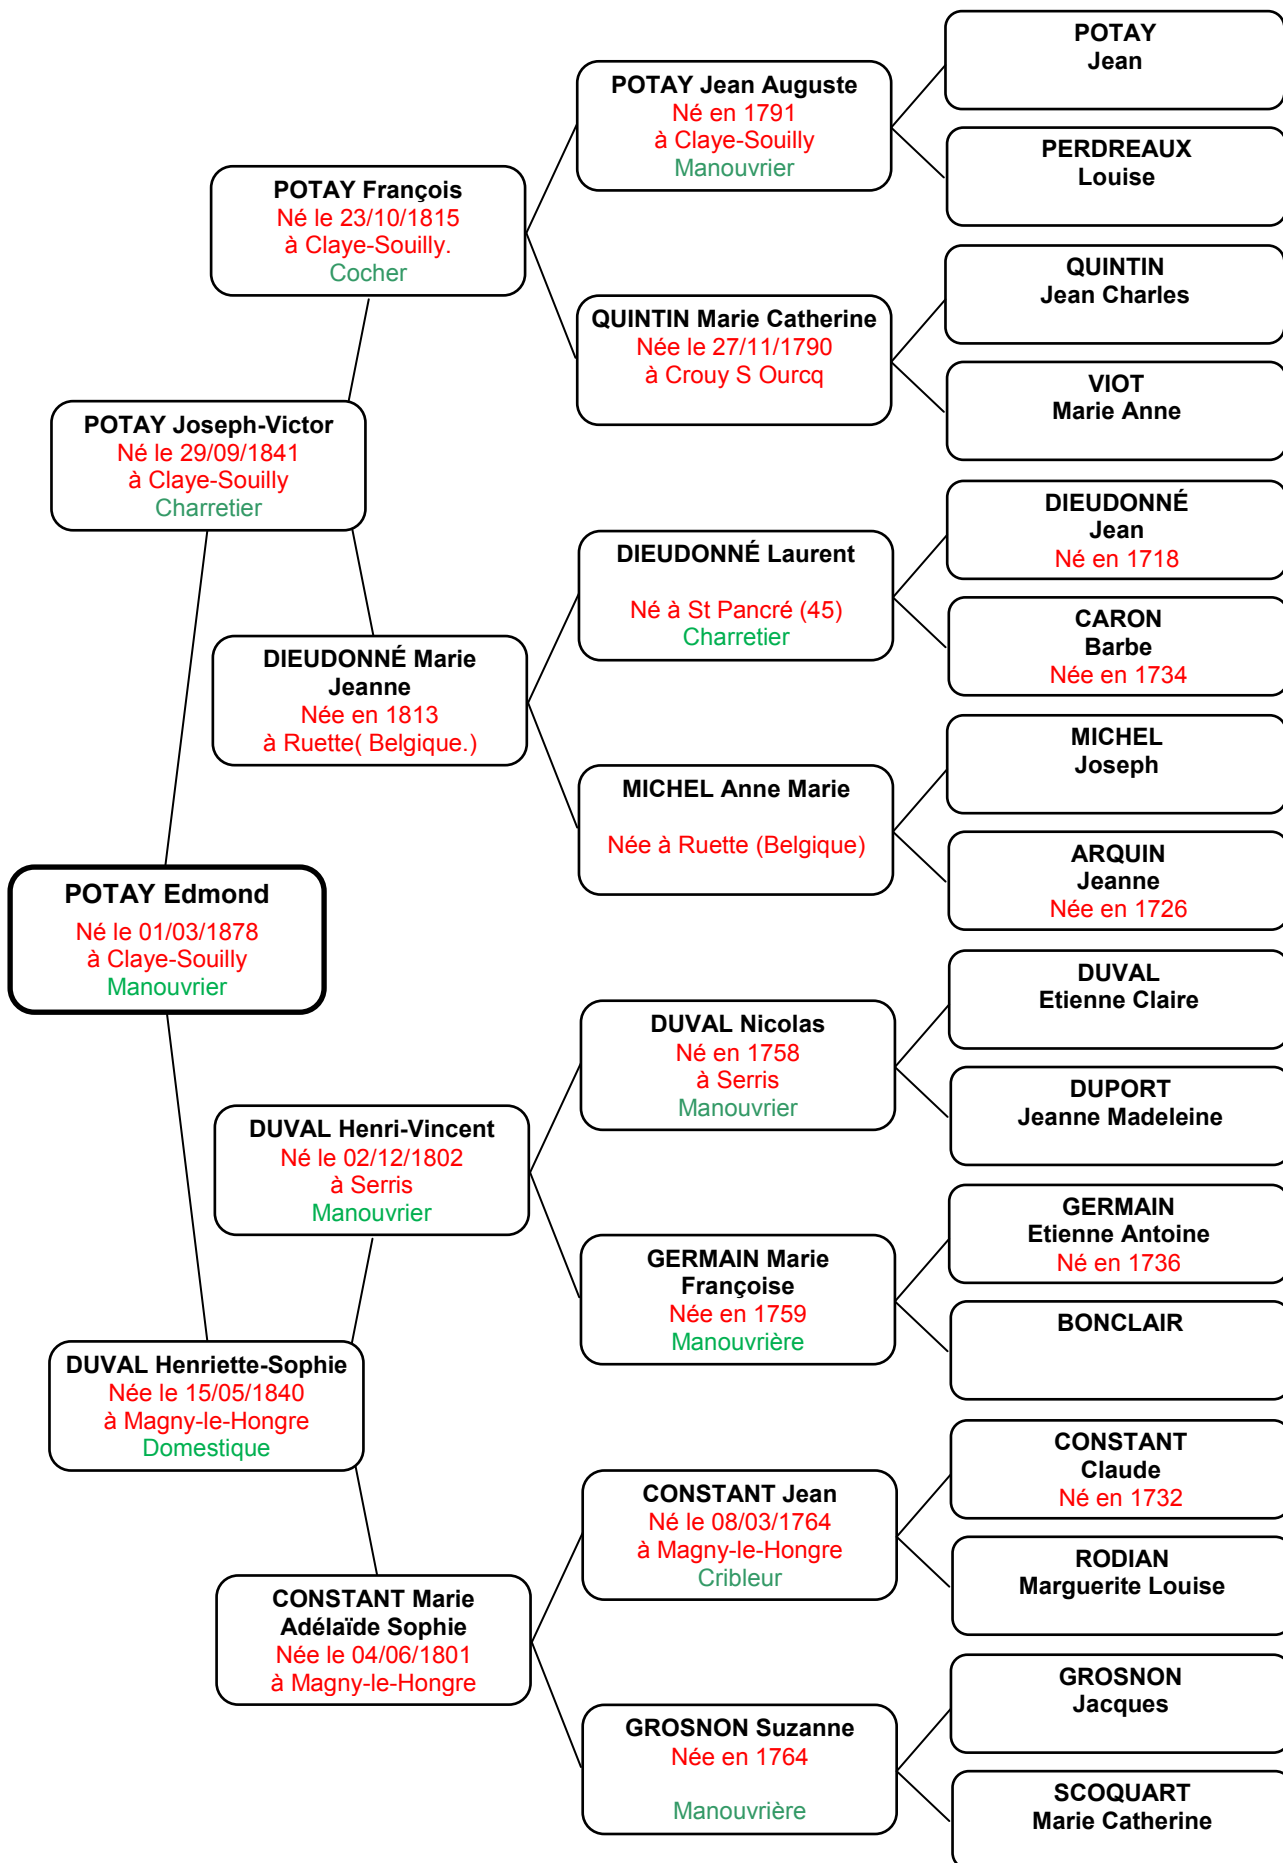 POTAY Edmond
Né le 01/03/1878
à Claye-Souilly
Manouvrier
POTAY Joseph-Victor
Né le 29/09/1841
à Claye-Souilly
Charretier
DUVAL Henriette-Sophie
Née le 15/05/1840
à Magny-le-Hongre
Domestique
POTAY François
Né le 23/10/1815
à Claye-Souilly.
Cocher
DIEUDONNÉ Marie
Jeanne
Née en 1813
à Ruette( Belgique.)
DUVAL Henri-Vincent
Né le 02/12/1802
à Serris
Manouvrier
CONSTANT Marie
Adélaïde Sophie
Née le 04/06/1801
à Magny-le-Hongre
POTAY Jean Auguste
Né en 1791
à Claye-Souilly
Manouvrier
QUINTIN Marie Catherine
Née le 27/11/1790
à Crouy S Ourcq
DIEUDONNÉ Laurent
Né à St Pancré (45)
Charretier
MICHEL Anne Marie
Née à Ruette (Belgique)
DUVAL Nicolas
Né en 1758
à Serris
Manouvrier
GERMAIN Marie
Françoise
Née en 1759
Manouvrière
CONSTANT Jean
Né le 08/03/1764
à Magny-le-Hongre
Cribleur
GROSNON Suzanne
Née en 1764
Manouvrière
POTAY
Jean
PERDREAUX
Louise
QUINTIN
Jean Charles
VIOT
Marie Anne
DIEUDONNÉ
Jean
Né en 1718
CARON
Barbe
Née en 1734
MICHEL
Joseph
ARQUIN
Jeanne
Née en 1726
DUVAL
Etienne Claire
DUPORT
Jeanne Madeleine
GERMAIN
Etienne Antoine
Né en 1736
BONCLAIR
CONSTANT
Claude
Né en 1732
RODIAN
Marguerite Louise
GROSNON
Jacques
SCOQUART
Marie Catherine